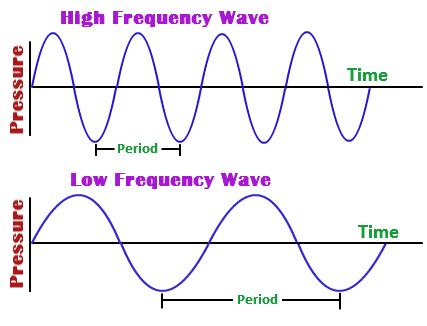 High Frequency Wave
Pressure
Time
Period
Low Frequency Wave
Pressure
Time
Period